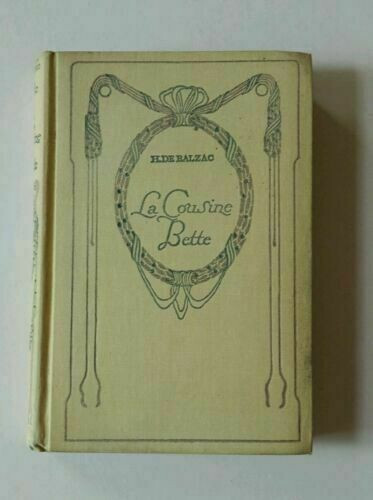 H. DE BALZAC
La Cousine
Bette